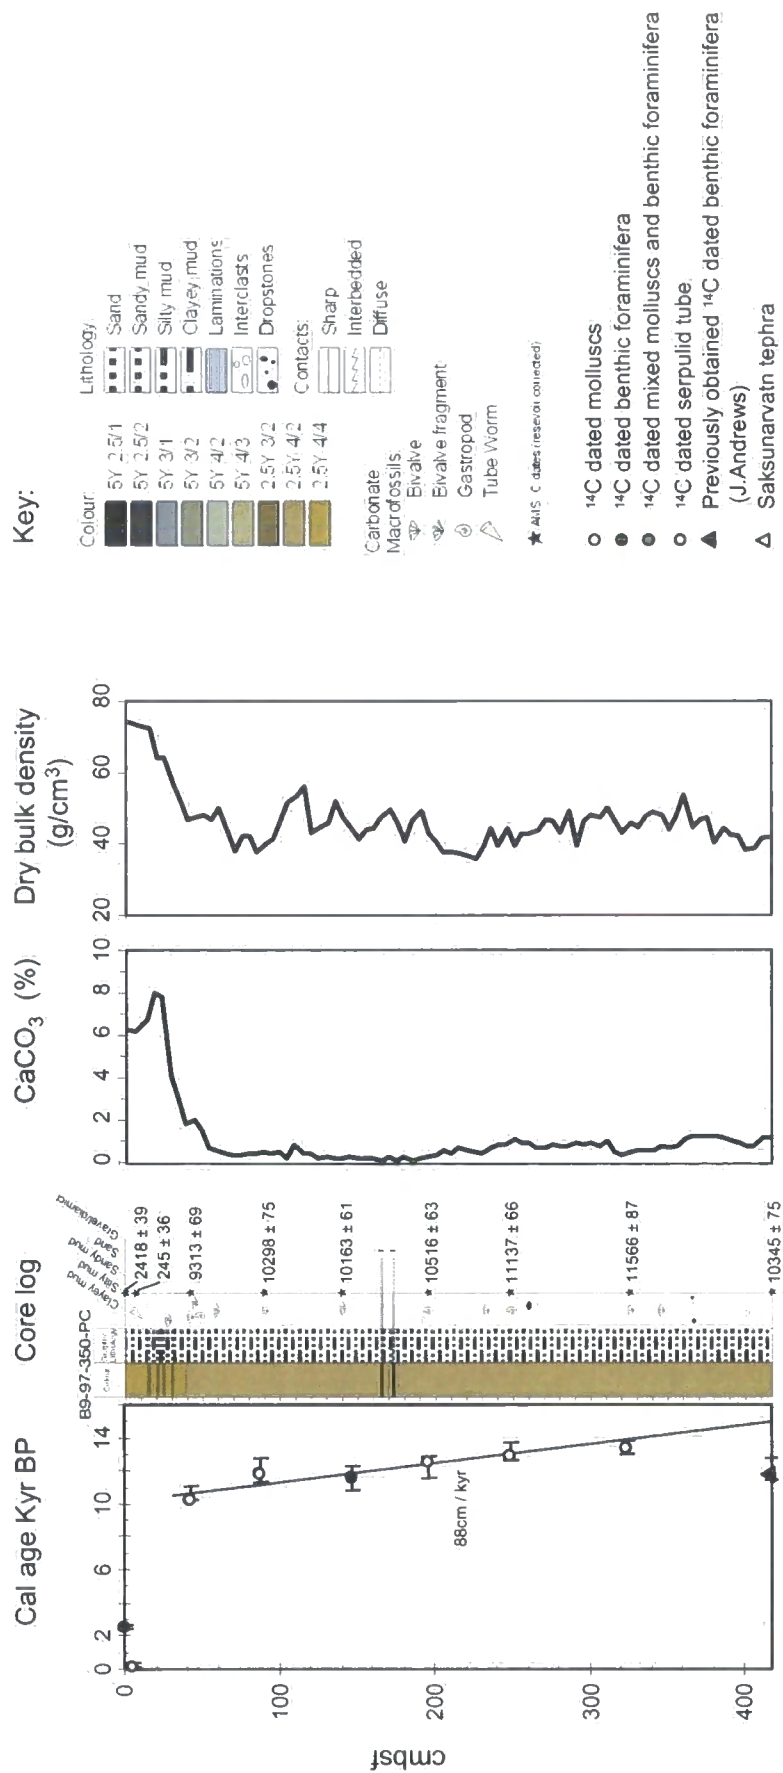 Cal age Kyr BP
0
2
6
10
14
0
100
200
300
400
cmbsf
88cm / kyr
Core log
B9-97-350-PC
Colour
Graphic
Lithology
Clayey mud
Silty mud
Sandy mud
Sand
Gravel/diamict
2418 ± 39
245 ± 36
9313 ± 69
10298 ± 75
10163 ± 61
10516 ± 63
11137 ± 66
11566 ± 87
10345 ± 75
CaCO₃ (%)
0
2
4
6
8
10
Dry bulk density
(g/cm³)
20
40
60
80
Key:
Colour:
5Y 2.5/1
5Y 2.5/2
5Y 3/1
5Y 3/2
5Y 4/2
5Y 4/3
2.5Y 3/2
2.5Y 4/2
2.5Y 4/4
Lithology:
Sand
Sandy mud
Silty mud
Clayey mud
Laminations
Interclasts
Dropstones
Contacts:
Sharp
Interbedded
Diffuse
Carbonate
Macrofossils:
Bivalve
Bivalve fragment
Gastropod
Tube Worm
AMS C dates (reservoir corrected)
¹⁴C dated molluscs
¹⁴C dated benthic foraminifera
¹⁴C dated mixed molluscs and benthic foraminifera
¹⁴C dated serpulid tube
Previously obtained ¹⁴C dated benthic foraminifera
(J.Andrews)
Saksunarvatn tephra